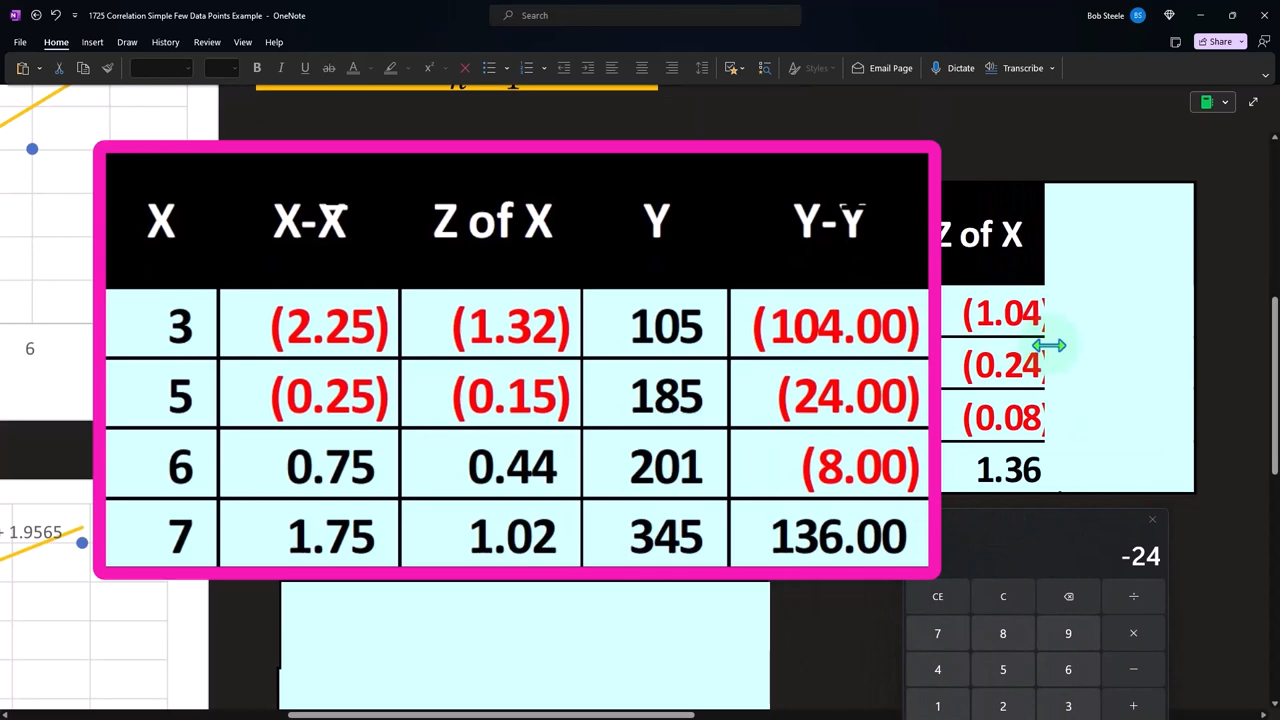 1725 Correlation Simple Few Data Points Example - OneNote
Search
Bob Steele
BS
File Home Insert Draw History Review View Help
Share
B I U ab A
Email Page
Dictate
Transcribe
Styles
X X-X̅ Z of X Y Y-Y̅
3 (2.25) (1.32) 105 (104.00)
5 (0.25) (0.15) 185 (24.00)
6 0.75 0.44 201 (8.00)
7 1.75 1.02 345 136.00
Z of X
(1.04)
(0.24)
(0.08)
1.36
6
+ 1.9565
-24
CE C ÷
7 8 9 ×
4 5 6 −
1 2 3 +